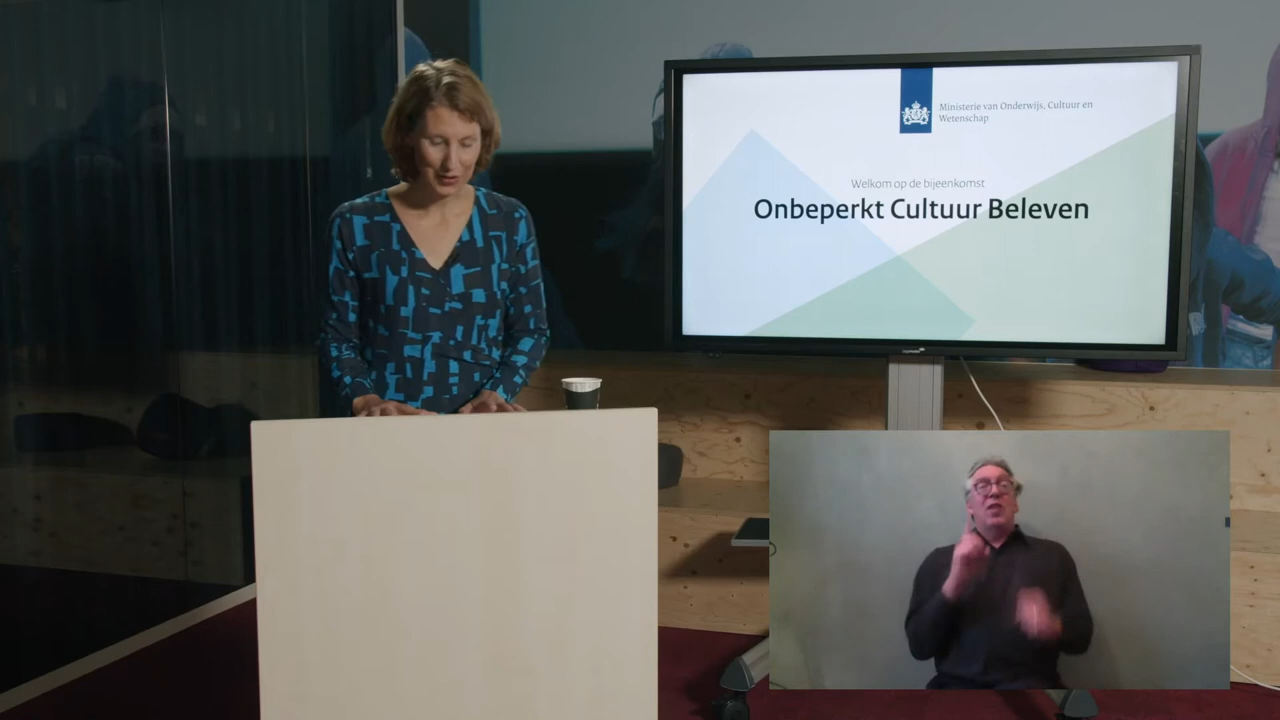 Ministerie van Onderwijs, Cultuur en
Wetenschap
Welkom op de bijeenkomst
Onbeperkt Cultuur Beleven